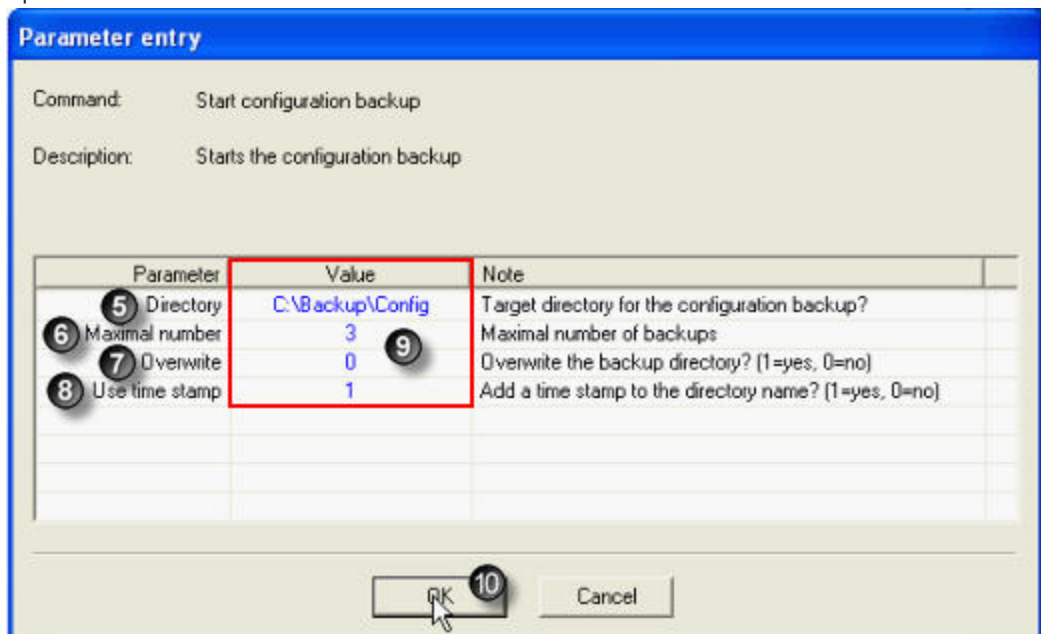 Parameter entry
Command: Start configuration backup
Description: Starts the configuration backup
Parameter Value Note
5 Directory C:\Backup\Config Target directory for the configuration backup?
6 Maximal number 3 Maximal number of backups
7 Overwrite 0 9 Overwrite the backup directory? (1=yes, 0=no)
8 Use time stamp 1 Add a time stamp to the directory name? (1=yes, 0=no)
OK 10 Cancel